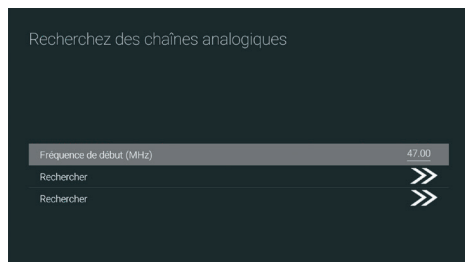 Recherchez des chaînes analogiques
Fréquence de début (MHz) 47.00
Rechercher
Rechercher